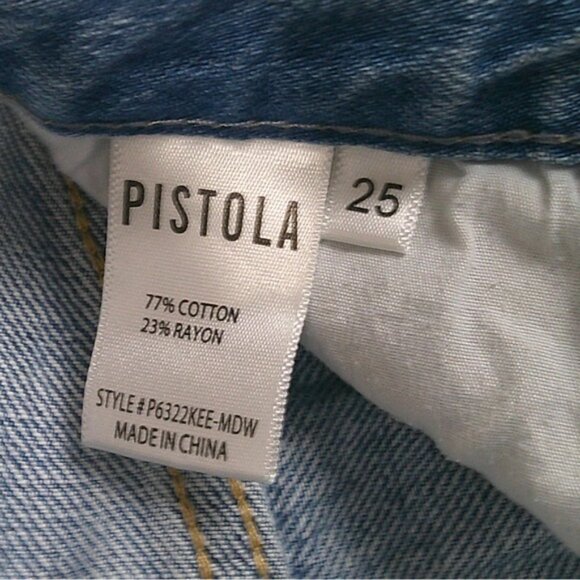 PISTOLA
25
77% COTTON
23% RAYON
STYLE# P6322KEE-MDW
MADE IN CHINA